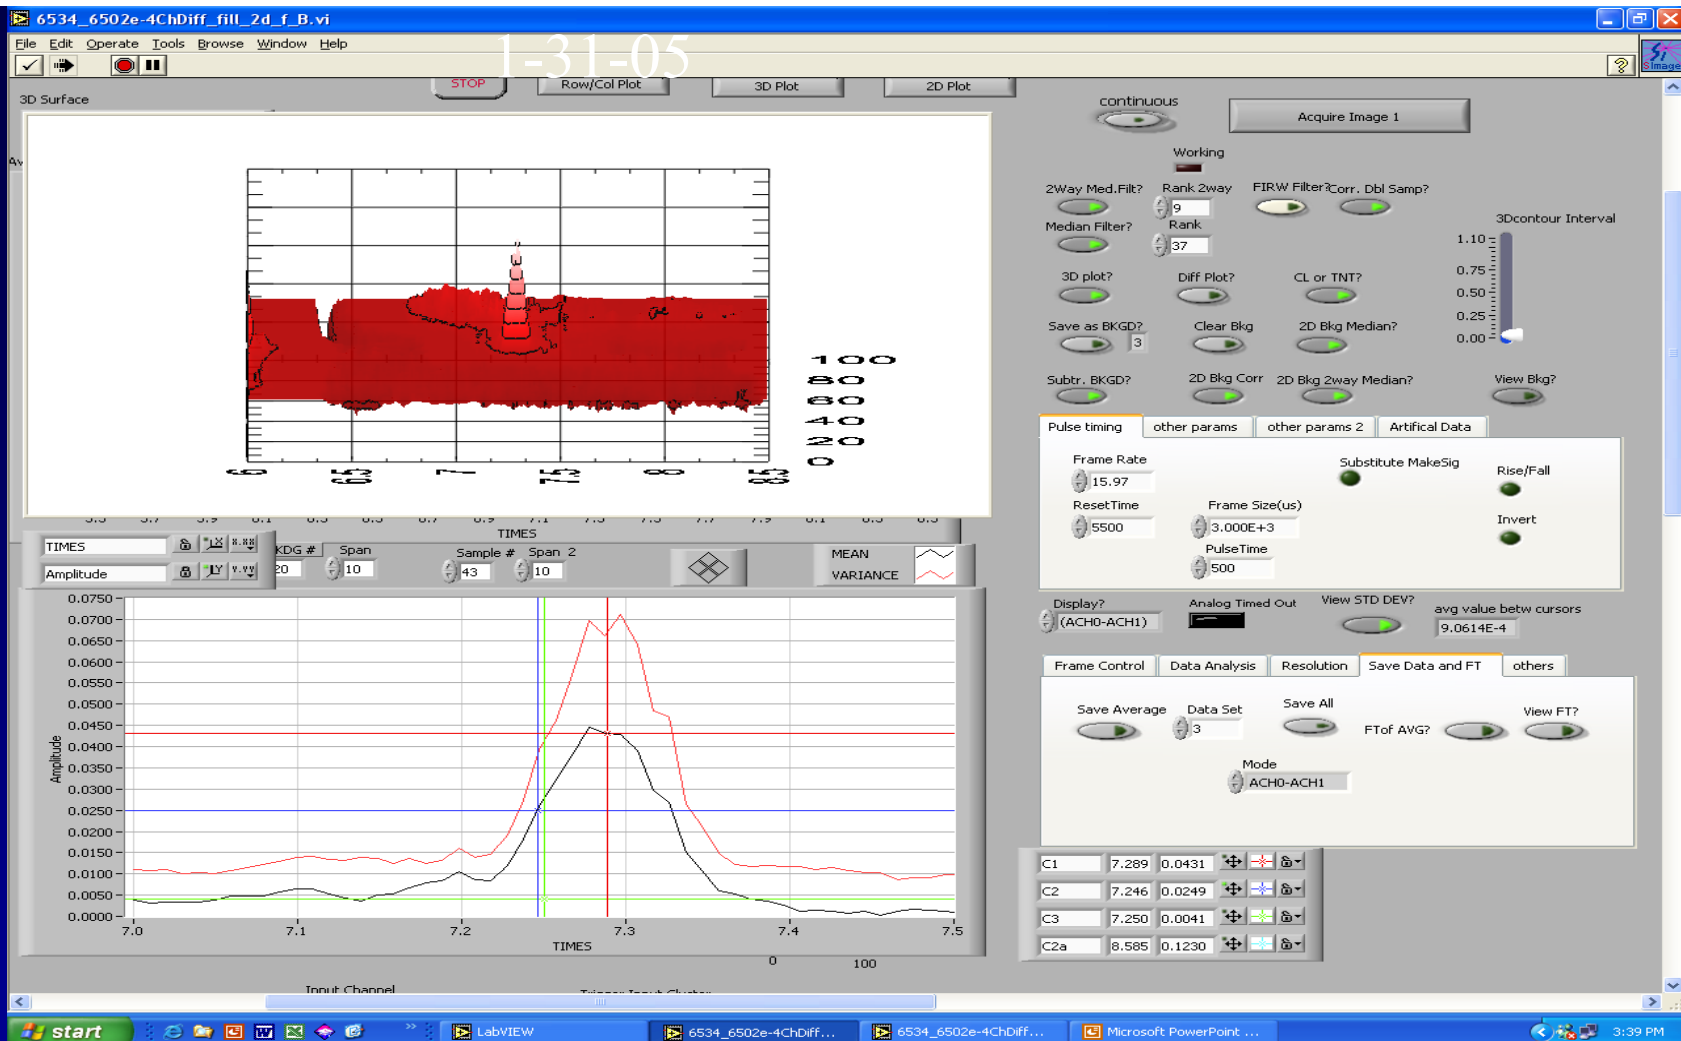 6534_6502e-4ChDiff_fill_2d_f_B.vi
File Edit Operate Tools Browse Window Help
1-31-05
STOP Row/Col Plot 3D Plot 2D Plot
3D Surface
continuous
Acquire Image 1
Working
2Way Med.Filt? Rank 2way FIRW Filter? Corr. Dbl Samp?
9
Median Filter? Rank
37
3Dcontour Interval
1.10
0.75
0.50
0.25
0.00
3D plot? Diff Plot? CL or TNT?
Save as BKGD? Clear Bkg 2D Bkg Median?
3
Subtr. BKGD? 2D Bkg Corr 2D Bkg 2way Median? View Bkg?
100
80
60
40
20
0
Pulse timing other params other params 2 Artifical Data
Frame Rate
15.97
Substitute MakeSig Rise/Fall
ResetTime Frame Size(us)
5500 3.000E+3
Invert
PulseTime
500
TIMES
TIMES X.XX
Amplitude Y.YY
KDG # Span Sample # Span 2
20 10 43 10
MEAN
VARIANCE
Display? Analog Timed Out View STD DEV? avg value betw cursors
(ACH0-ACH1) 9.0614E-4
Frame Control Data Analysis Resolution Save Data and FT others
Save Average Data Set Save All View FT?
3 FTof AVG?
Mode
ACH0-ACH1
Amplitude
0.0750
0.0700
0.0650
0.0600
0.0550
0.0500
0.0450
0.0400
0.0350
0.0300
0.0250
0.0200
0.0150
0.0100
0.0050
0.0000
7.0 7.1 7.2 7.3 7.4 7.5
TIMES
0 100
C1 7.289 0.0431
C2 7.246 0.0249
C3 7.250 0.0041
C2a 8.585 0.1230
Input Channel Trigger Input Cluster
start LabVIEW 6534_6502e-4ChDiff... 6534_6502e-4ChDiff... Microsoft PowerPoint ... 3:39 PM